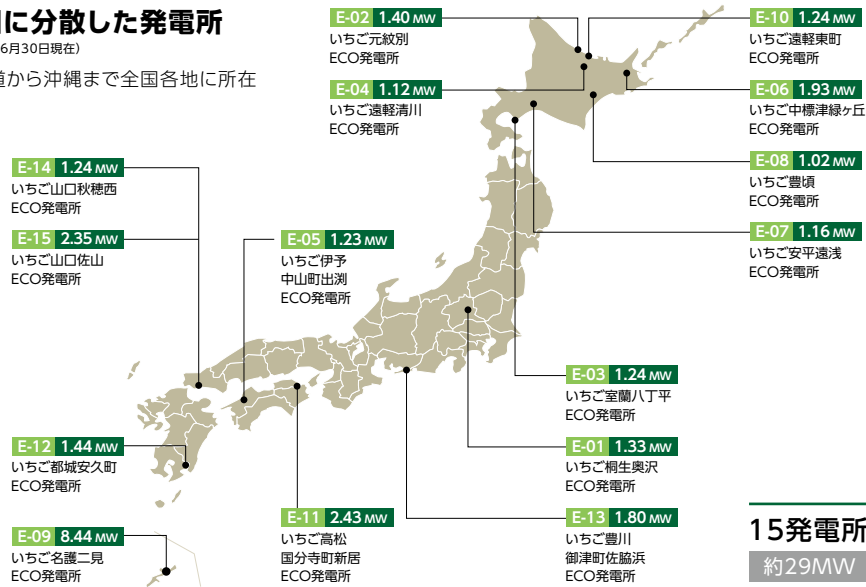 に分散した発電所
6月30日現在）
道から沖縄まで全国各地に所在
E-02 1.40 MW
いちご元紋別
ECO発電所
E-04 1.12 MW
いちご遠軽清川
ECO発電所
E-10 1.24 MW
いちご遠軽東町
ECO発電所
E-06 1.93 MW
いちご中標津緑ヶ丘
ECO発電所
E-08 1.02 MW
いちご豊頃
ECO発電所
E-07 1.16 MW
いちご安平遠浅
ECO発電所
E-14 1.24 MW
いちご山口秋穂西
ECO発電所
E-15 2.35 MW
いちご山口佐山
ECO発電所
E-05 1.23 MW
いちご伊予
中山町出渕
ECO発電所
E-03 1.24 MW
いちご室蘭八丁平
ECO発電所
E-01 1.33 MW
いちご桐生奥沢
ECO発電所
E-12 1.44 MW
いちご都城安久町
ECO発電所
E-09 8.44 MW
いちご名護二見
ECO発電所
E-11 2.43 MW
いちご高松
国分寺町新居
ECO発電所
E-13 1.80 MW
いちご豊川
御津町佐脇浜
ECO発電所
15発電所
約29MW